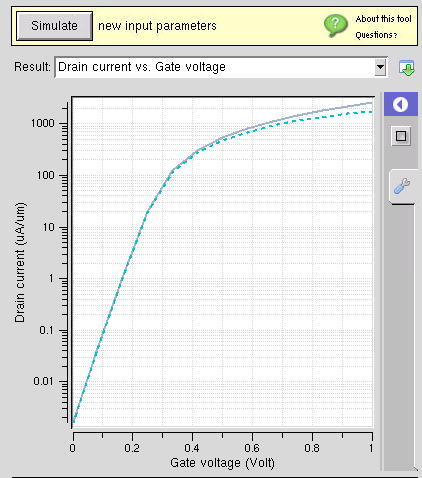 Simulate new input parameters
About this tool
Questions?
Result: Drain current vs. Gate voltage
Drain current (uA/um)
1000
100
10
1
0.1
0.01
0 0.2 0.4 0.6 0.8 1
Gate voltage (Volt)